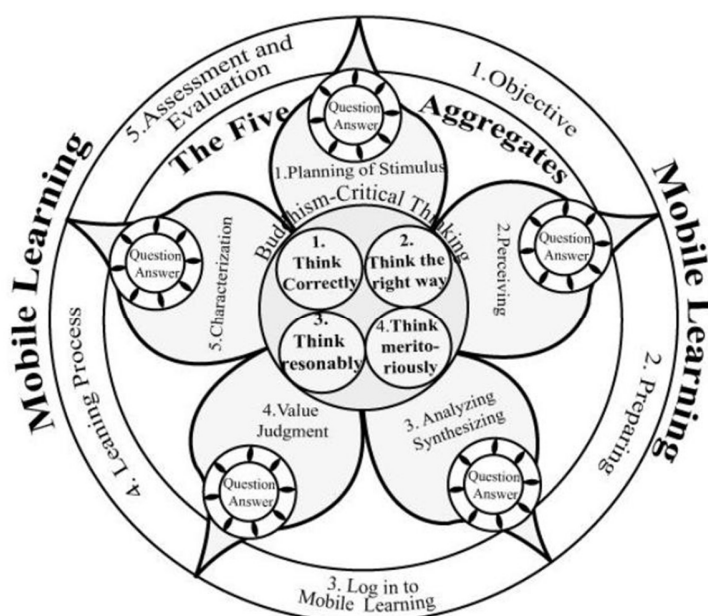 Mobile Learning
Mobile Learning
1.Objective
2. Preparing
3. Log in to
Mobile Learning
4. Leaning Process
5.Assessment and
Evaluation
The Five Aggregates
Question
Answer
1.Planning of Stimulus
Question
Answer
2.Perceiving
Question
Answer
3. Analyzing
Synthesizing
Question
Answer
4.Value
Judgment
Question
Answer
5.Characterization
Buddhism-Critical Thinking
1.
Think
Correctly
2.
Think the
right way
3.
Think
resonably
4.Think
merito-
riously